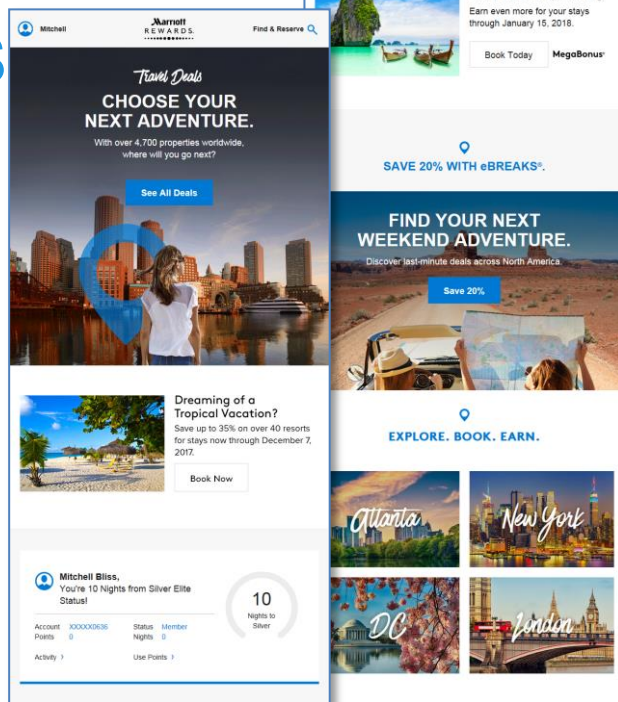 Mitchell
Marriott
REWARDS.
Find & Reserve
Travel Deals
CHOOSE YOUR
NEXT ADVENTURE.
With over 4,700 properties worldwide,
where will you go next?
See All Deals
Dreaming of a
Tropical Vacation?
Save up to 35% on over 40 resorts
for stays now through December 7,
2017.
Book Now
Mitchell Bliss,
You're 10 Nights from Silver Elite
Status!
Account XXXXX0636 Status Member
Points 0 Nights 0
Activity › Use Points ›
10
Nights to
Silver
Earn even more for your stays
through January 15, 2018.
Book Today MegaBonus®
SAVE 20% WITH eBREAKS®.
FIND YOUR NEXT
WEEKEND ADVENTURE.
Discover last-minute deals across North America.
Save 20%
EXPLORE. BOOK. EARN.
Atlanta
New York
DC
London